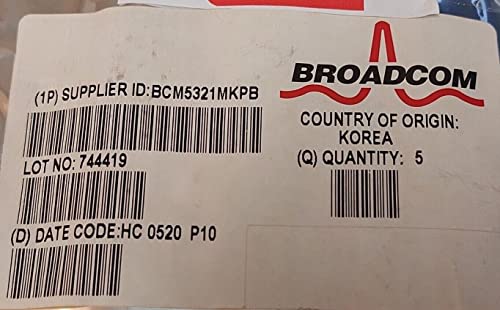 (1P) SUPPLIER ID:BCM5321MKPB
BROADCOM
COUNTRY OF ORIGIN:
KOREA
LOT NO: 744419
(Q) QUANTITY: 5
(D) DATE CODE:HC 0520 P10